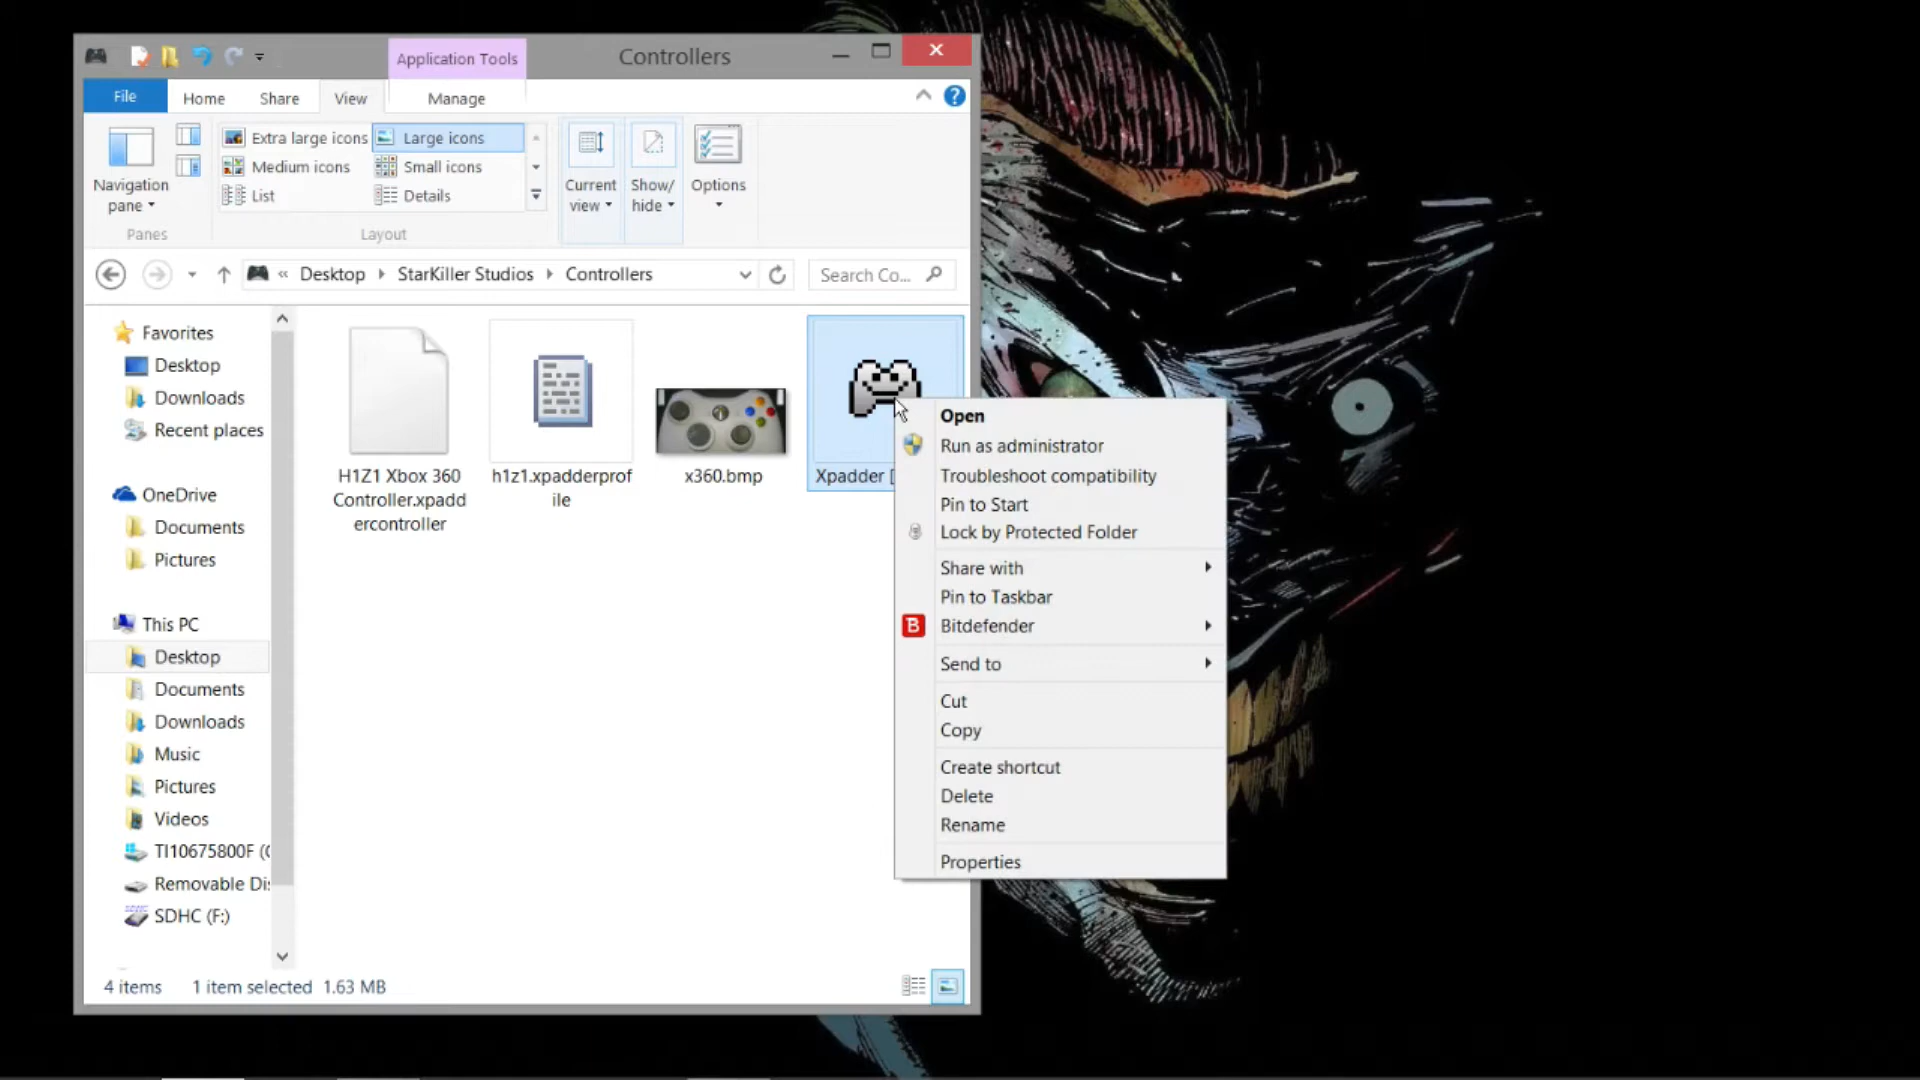 Application Tools
Controllers
File
Home
Share
View
Manage
Extra large icons
Large icons
Medium icons
Small icons
List
Details
Navigation
pane
Current
view
Show/
hide
Options
Panes
Layout
« Desktop StarKiller Studios Controllers
Search Co...
Favorites
Desktop
Downloads
Recent places
OneDrive
Documents
Pictures
This PC
Desktop
Documents
Downloads
Music
Pictures
Videos
TI10675800F (
Removable Di
SDHC (F:)
H1Z1 Xbox 360
Controller.xpadd
ercontroller
h1z1.xpadderprof
ile
x360.bmp
Xpadder [
Open
Run as administrator
Troubleshoot compatibility
Pin to Start
Lock by Protected Folder
Share with
Pin to Taskbar
B
Bitdefender
Send to
Cut
Copy
Create shortcut
Delete
Rename
Properties
4 items 1 item selected 1.63 MB